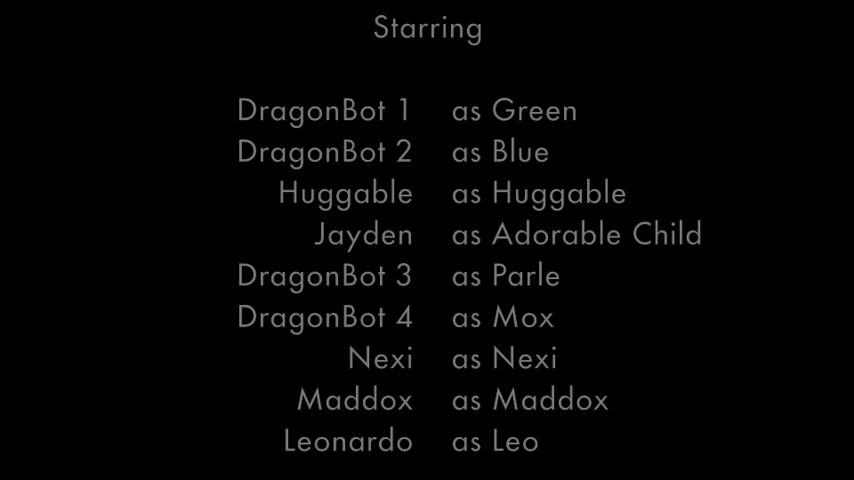 Starring
DragonBot 1 as Green
DragonBot 2 as Blue
Huggable as Huggable
Jayden as Adorable Child
DragonBot 3 as Parle
DragonBot 4 as Mox
Nexi as Nexi
Maddox as Maddox
Leonardo as Leo